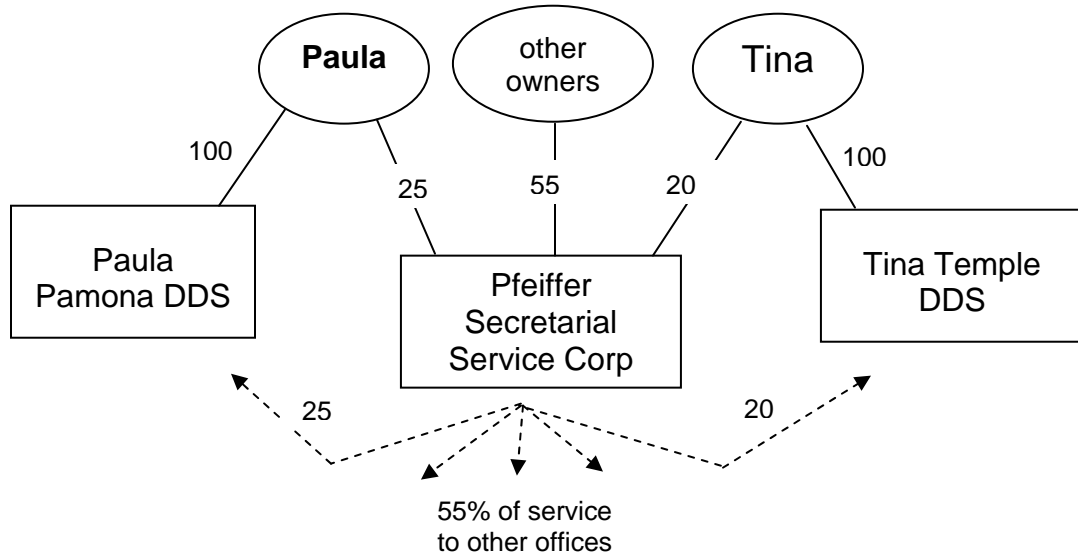 Paula
other
owners
Tina
100
25
55
20
100
Paula
Pamona DDS
Pfeiffer
Secretarial
Service Corp
Tina Temple
DDS
25
20
55% of service
to other offices